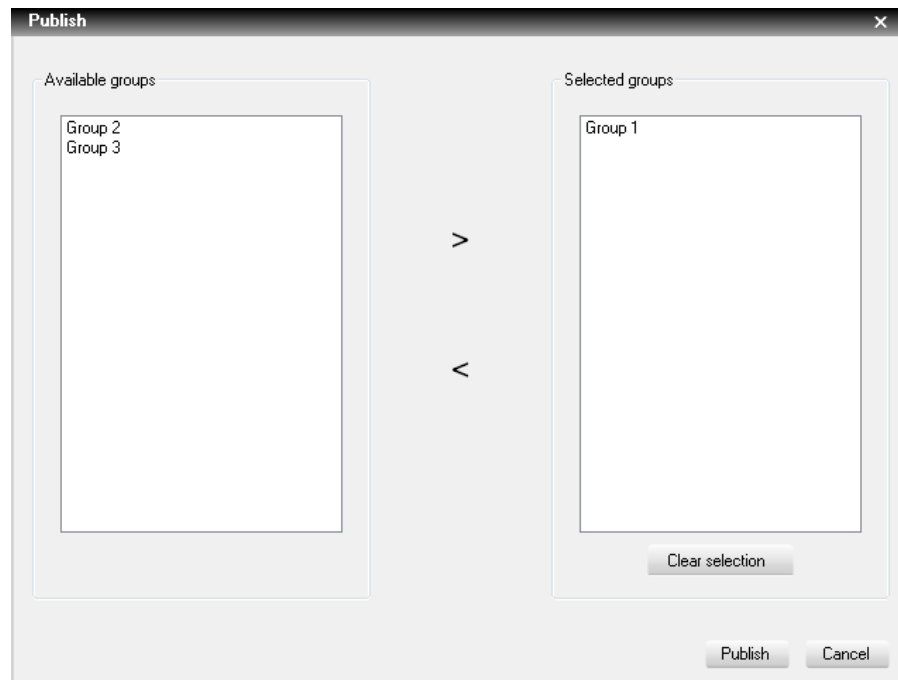 Publish
Available groups
Group 2
Group 3
>
<
Selected groups
Group 1
Clear selection
Publish
Cancel